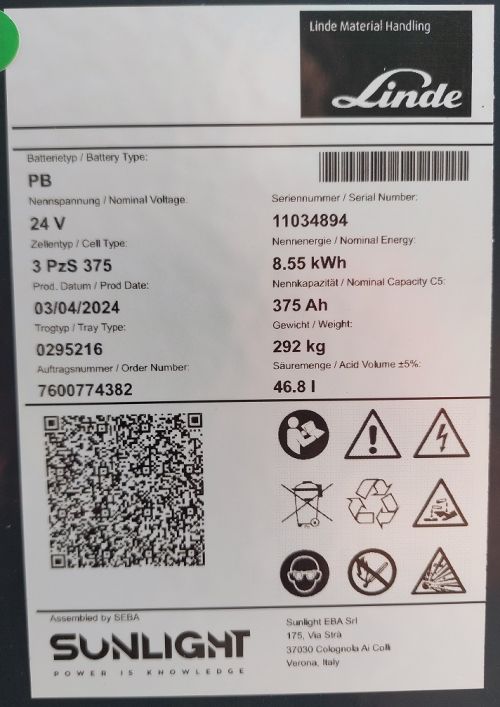 Linde Material Handling
Linde
Batterietyp / Battery Type:
PB
Nennspannung / Nominal Voltage:
24 V
Zellentyp / Cell Type:
3 PzS 375
Prod. Datum / Prod Date:
03/04/2024
Trogtyp / Tray Type:
0295216
Auftragsnummer / Order Number:
7600774382
Seriennummer / Serial Number:
11034894
Nennenergie / Nominal Energy:
8.55 kWh
Nennkapazität / Nominal Capacity C5:
375 Ah
Gewicht / Weight:
292 kg
Säuremenge / Acid Volume ±5%:
46.8 l
Assembled by SEBA
SUNLIGHT
POWER IS KNOWLEDGE
Sunlight EBA Srl
175, Via Strà
37030 Colognola Ai Colli
Verona, Italy